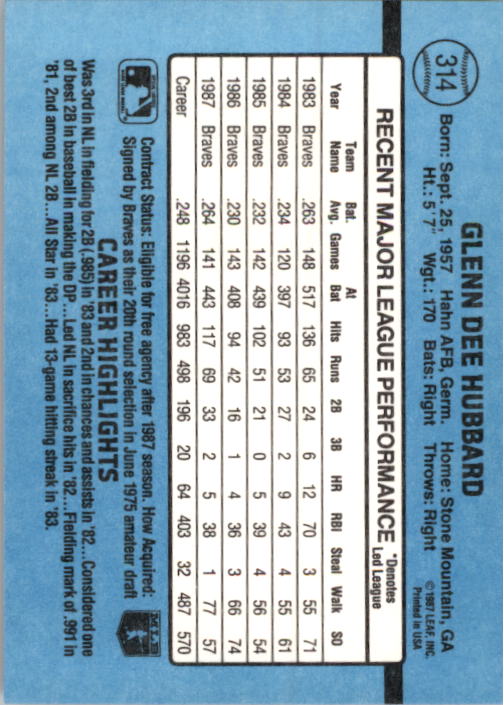 314
GLENN DEE HUBBARD
Born: Sept. 25, 1957 Hahn AFB, Germ. Home: Stone Mountain, GA
Ht.: 5' 7" Wgt.: 170 Bats: Right Throws: Right
©1987 LEAF, INC.
Printed in USA
RECENT MAJOR LEAGUE PERFORMANCE *Denotes Led League
Year Team Name Bat. Avg. Games At Bat Hits Runs 2B 3B HR RBI Steal Walk SO
1983 Braves .263 148 517 136 65 24 6 12 70 3 55 71
1984 Braves .234 120 397 93 53 27 2 9 43 4 55 61
1985 Braves .232 142 439 102 51 21 0 5 39 4 56 54
1986 Braves .230 143 408 94 42 16 1 4 36 3 66 74
1987 Braves .264 141 443 117 69 33 2 5 38 1 77 57
Career .248 1196 4016 983 498 196 20 64 403 32 487 570
Contract Status: Eligible for free agency after 1987 season. How Acquired:
Signed by Braves as their 20th round selection in June 1975 amateur draft
CAREER HIGHLIGHTS
Was 3rd in NL in fielding for 2B (.985) in '83 and 2nd in chances and assists in '82... Considered one
of best 2B in baseball in making the DP... Led NL in sacrifice hits in '82... Fielding mark of .991 in
'81, 2nd among NL 2B... All Star in '83... Had 13-game hitting streak in '83.